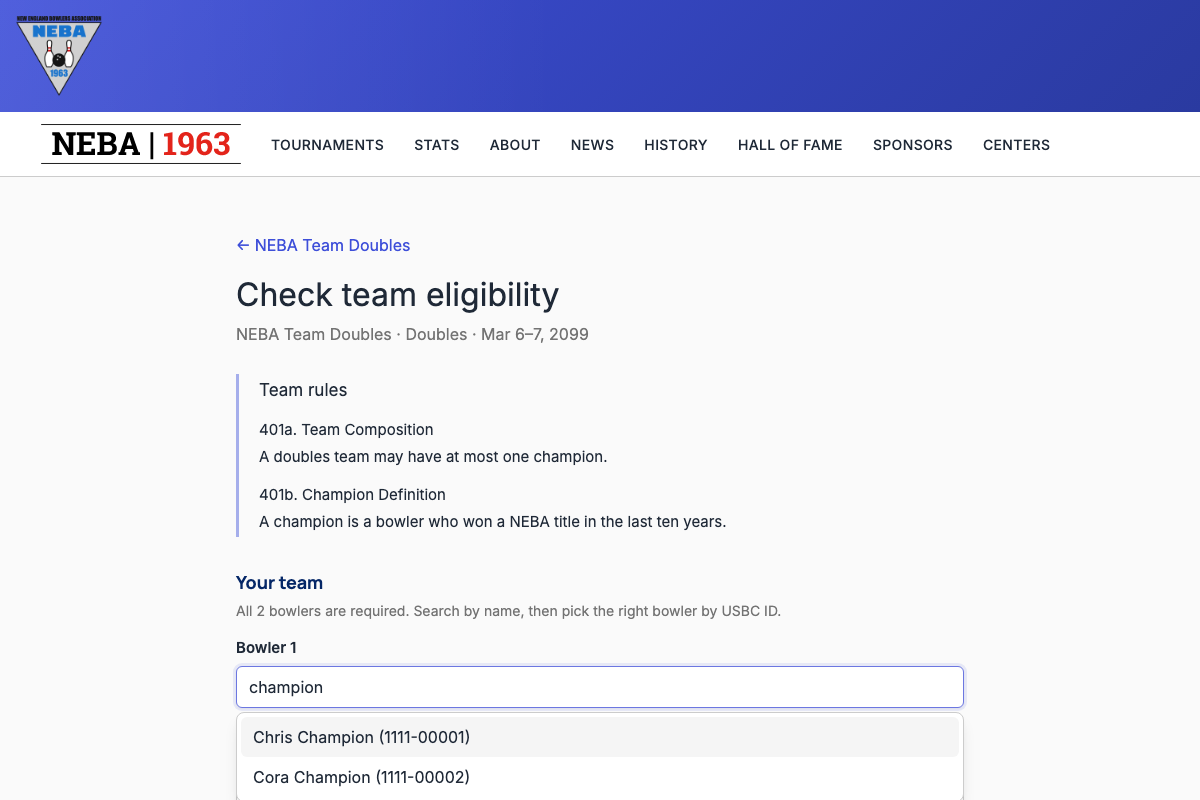 NEW ENGLAND BOWLERS ASSOCIATION
NEBA
1963
NEBA | 1963
TOURNAMENTS
STATS
ABOUT
NEWS
HISTORY
HALL OF FAME
SPONSORS
CENTERS
← NEBA Team Doubles
Check team eligibility
NEBA Team Doubles · Doubles · Mar 6–7, 2099
Team rules
401a. Team Composition
A doubles team may have at most one champion.
401b. Champion Definition
A champion is a bowler who won a NEBA title in the last ten years.
Your team
All 2 bowlers are required. Search by name, then pick the right bowler by USBC ID.
Bowler 1
champion
Chris Champion (1111-00001)
Cora Champion (1111-00002)